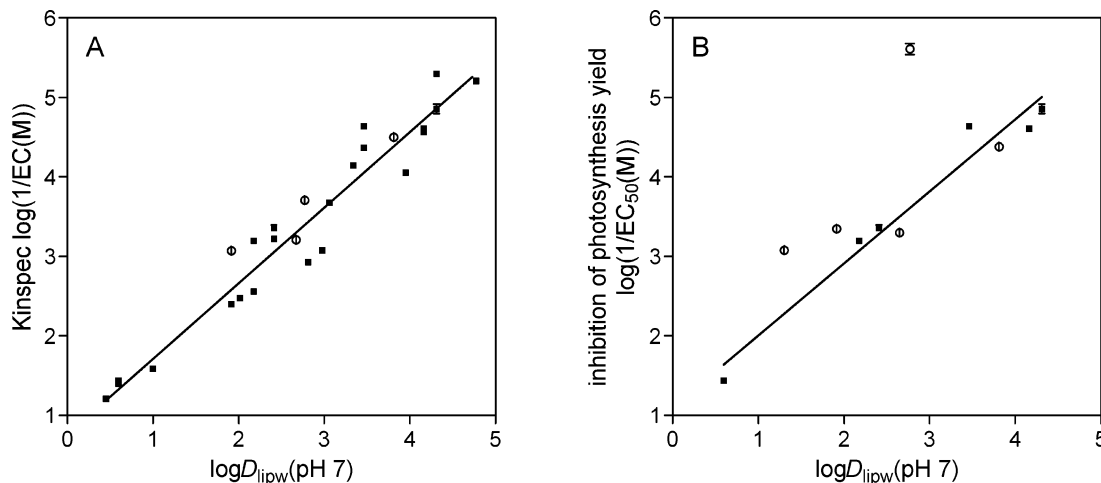 A
Kinspec log(1/EC(M))
6
5
4
3
2
1
0 1 2 3 4 5
logDlipw(pH 7)
B
inhibition of photosynthesis yield
log(1/EC50(M))
6
5
4
3
2
1
0 1 2 3 4 5
logDlipw(pH 7)